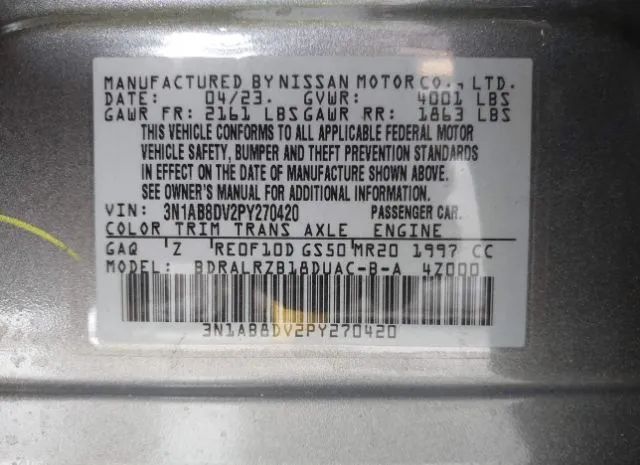 MANUFACTURED BY NISSAN MOTOR CO., LTD.
DATE: 04/23. GVWR: 4001 LBS
GAWR FR: 2161 LBS GAWR RR: 1863 LBS
THIS VEHICLE CONFORMS TO ALL APPLICABLE FEDERAL MOTOR
VEHICLE SAFETY, BUMPER AND THEFT PREVENTION STANDARDS
IN EFFECT ON THE DATE OF MANUFACTURE SHOWN ABOVE.
SEE OWNER'S MANUAL FOR ADDITIONAL INFORMATION.
VIN: 3N1AB8DV2PY270420 PASSENGER CAR.
COLOR TRIM TRANS AXLE ENGINE
GAQ Z RE0F10D GS50 MR20 1997 CC
MODEL: BDRALRZB18DUAC-B-A 4Z000
3N1AB8DV2PY270420